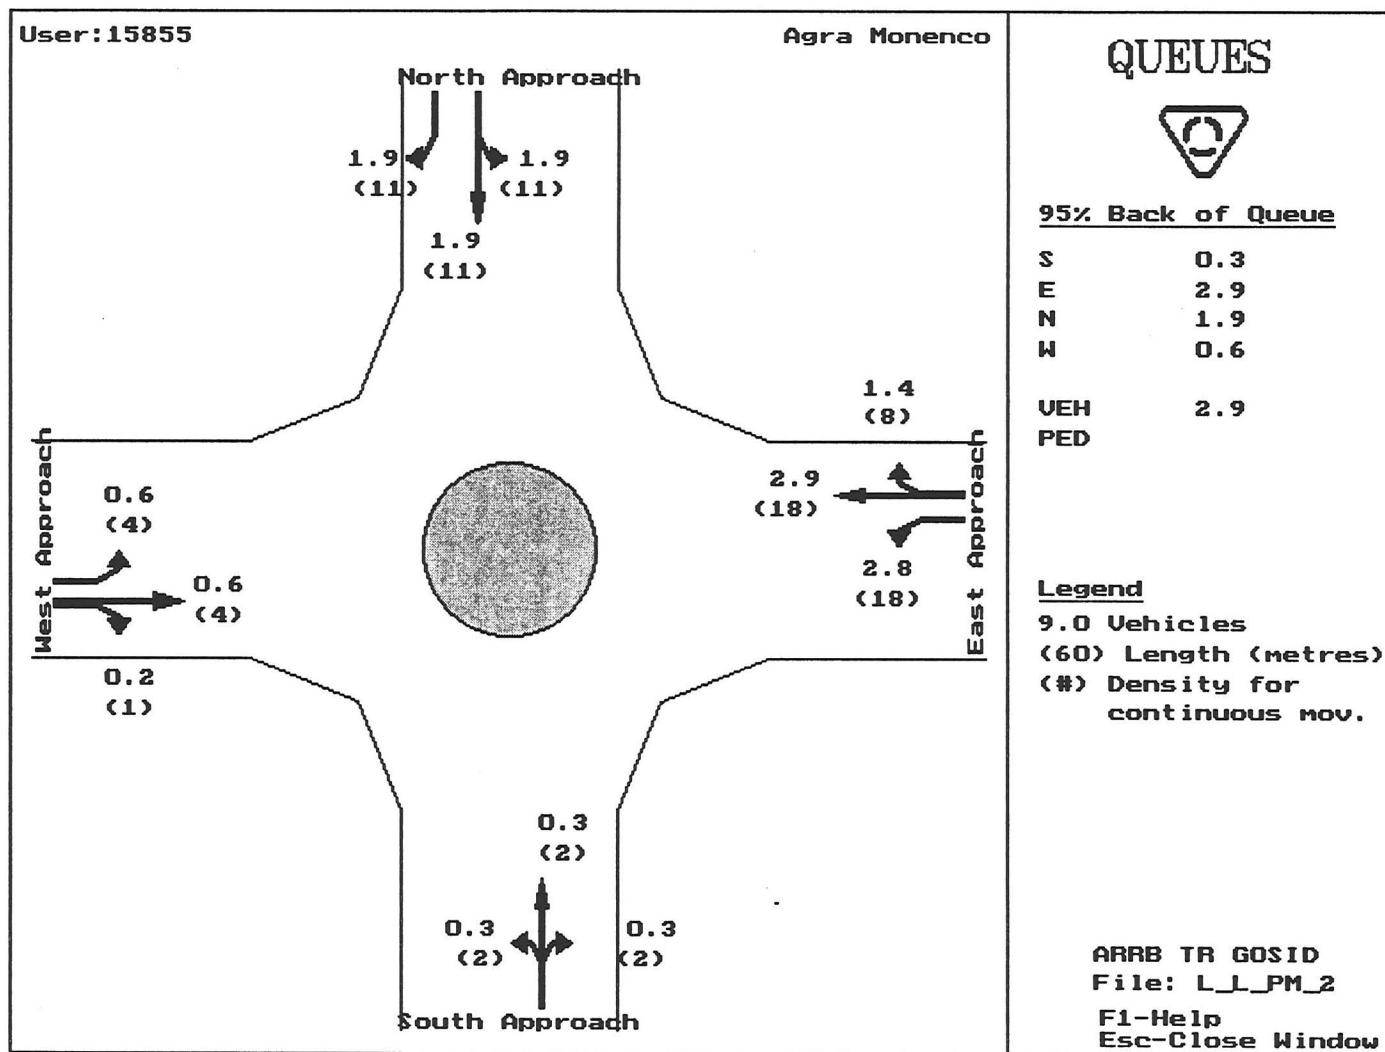 User:15855
Agra Monenco
North Approach
1.9
(11)
1.9
(11)
1.9
(11)
West Approach
0.6
(4)
0.6
(4)
0.2
(1)
1.4
(8)
2.9
(18)
2.8
(18)
East Approach
0.3
(2)
0.3
(2)
0.3
(2)
South Approach
QUEUES
95% Back of Queue
S 0.3
E 2.9
N 1.9
W 0.6
VEH 2.9
PED
Legend
9.0 Vehicles
(60) Length (metres)
(#) Density for
continuous mov.
ARRB TR GOSID
File: L_L_PM_2
F1-Help
Esc-Close Window